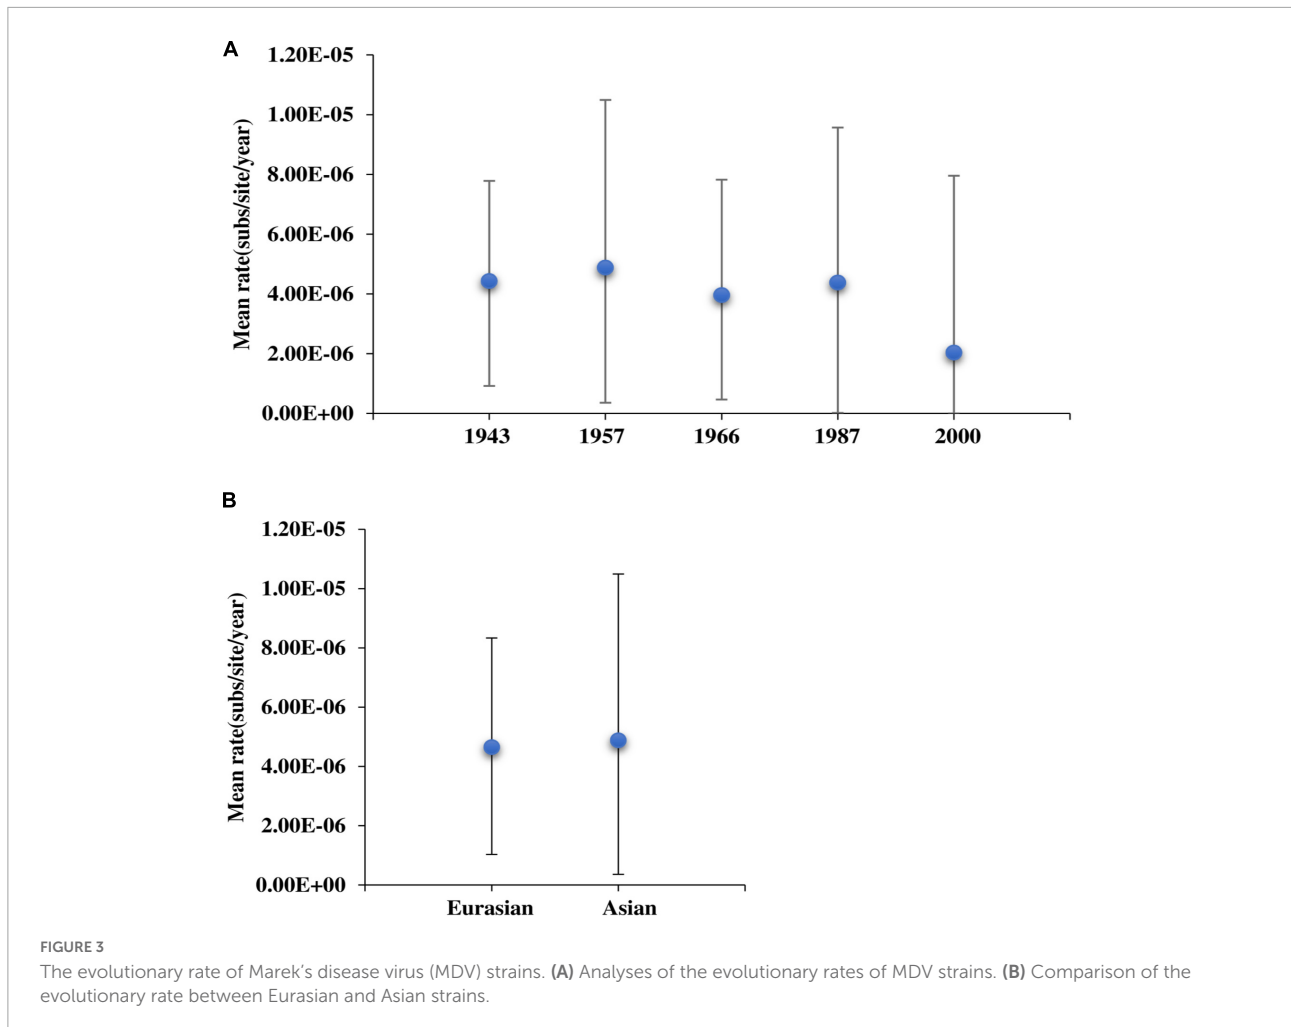 A
1.20E-05
1.00E-05
8.00E-06
6.00E-06
4.00E-06
2.00E-06
0.00E+00
Mean rate(subs/site/year)
1943 1957 1966 1987 2000
B
1.20E-05
1.00E-05
8.00E-06
6.00E-06
4.00E-06
2.00E-06
0.00E+00
Mean rate(subs/site/year)
Eurasian Asian
FIGURE 3
The evolutionary rate of Marek’s disease virus (MDV) strains. (A) Analyses of the evolutionary rates of MDV strains. (B) Comparison of the
evolutionary rate between Eurasian and Asian strains.